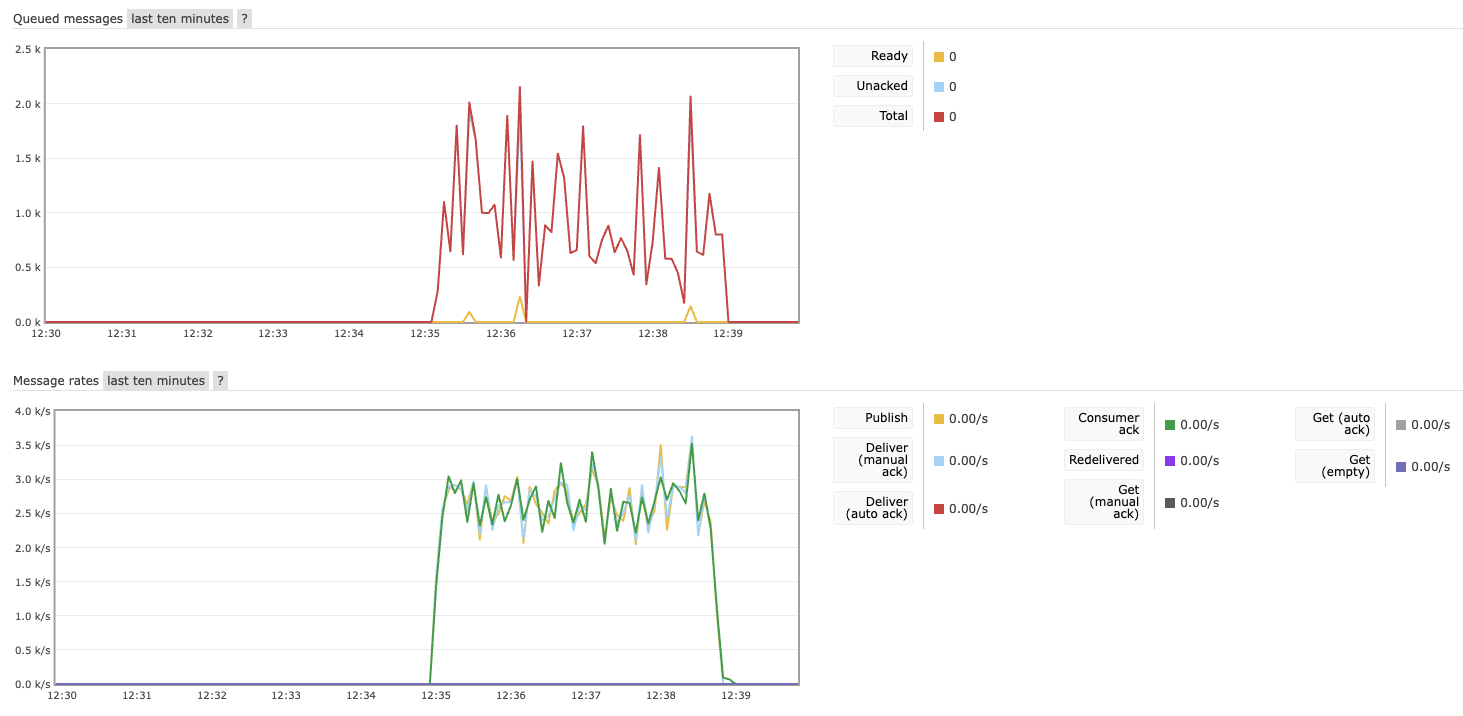 Queued messages last ten minutes ?
2.5 k
2.0 k
1.5 k
1.0 k
0.5 k
0.0 k
12:30 12:31 12:32 12:33 12:34 12:35 12:36 12:37 12:38 12:39
Ready 0
Unacked 0
Total 0
Message rates last ten minutes ?
4.0 k/s
3.5 k/s
3.0 k/s
2.5 k/s
2.0 k/s
1.5 k/s
1.0 k/s
0.5 k/s
0.0 k/s
12:30 12:31 12:32 12:33 12:34 12:35 12:36 12:37 12:38 12:39
Publish 0.00/s
Deliver
(manual
ack) 0.00/s
Deliver
(auto ack) 0.00/s
Consumer
ack 0.00/s
Redelivered 0.00/s
Get
(manual
ack) 0.00/s
Get (auto
ack) 0.00/s
Get
(empty) 0.00/s